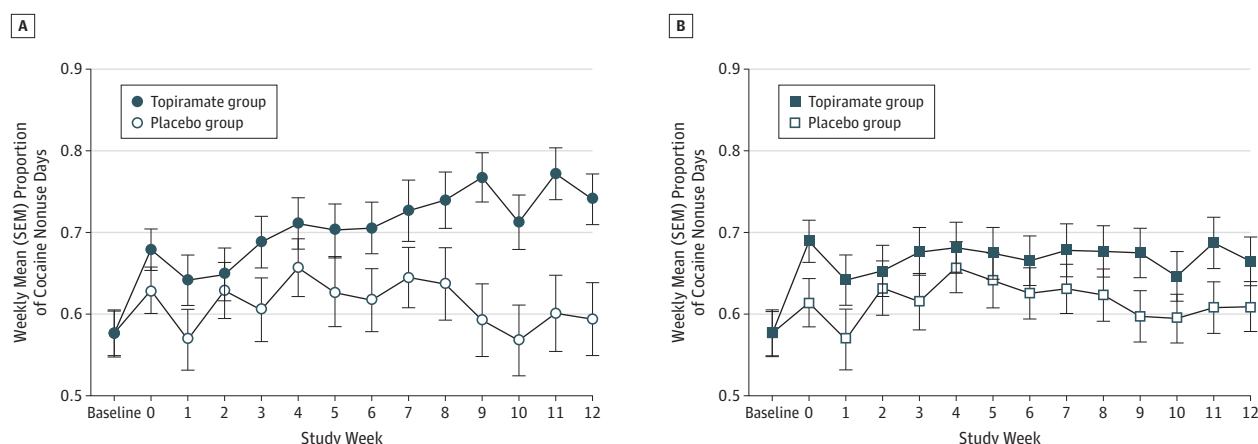 A
Weekly Mean (SEM) Proportion
of Cocaine Nonuse Days
0.9
0.8
0.7
0.6
0.5
Topiramate group
Placebo group
Baseline 0 1 2 3 4 5 6 7 8 9 10 11 12
Study Week
B
Weekly Mean (SEM) Proportion
of Cocaine Nonuse Days
0.9
0.8
0.7
0.6
0.5
Topiramate group
Placebo group
Baseline 0 1 2 3 4 5 6 7 8 9 10 11 12
Study Week